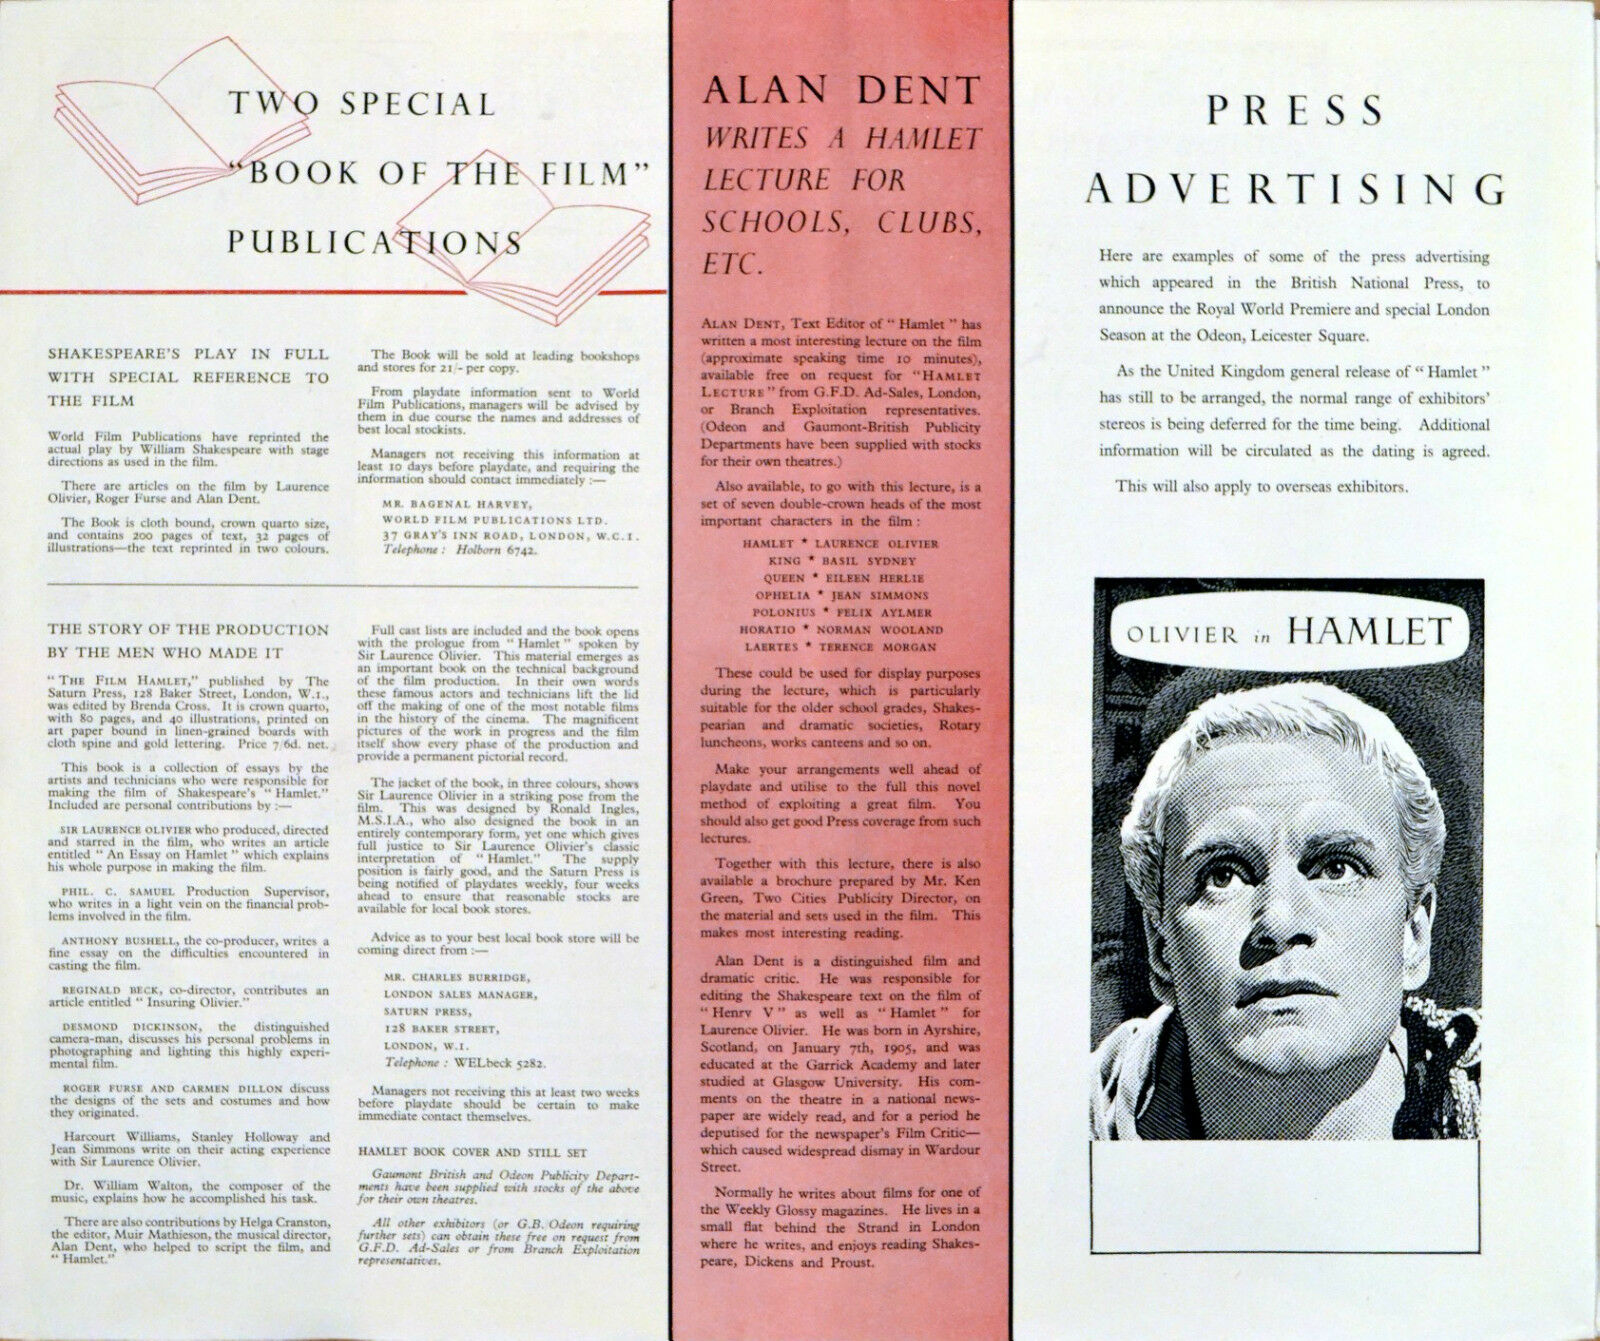 TWO SPECIAL
“BOOK OF THE FILM”
PUBLICATIONS
SHAKESPEARE'S PLAY IN FULL
WITH SPECIAL REFERENCE TO
THE FILM
World Film Publications have reprinted the
actual play by William Shakespeare with stage
directions as used in the film.
There are articles on the film by Laurence
Olivier, Roger Furse and Alan Dent.
The Book is cloth bound, crown quarto size,
and contains 200 pages of text, 32 pages of
illustrations—the text reprinted in two colours.
The Book will be sold at leading bookshops
and stores for 21/- per copy.
From playdate information sent to World
Film Publications, managers will be advised by
them in due course the names and addresses of
best local stockists.
Managers not receiving this information at
least 10 days before playdate, and requiring the
information should contact immediately :—
MR. BAGENAL HARVEY,
WORLD FILM PUBLICATIONS LTD.
37 GRAY'S INN ROAD, LONDON, W.C.1.
Telephone : Holborn 6742.
THE STORY OF THE PRODUCTION
BY THE MEN WHO MADE IT
“THE FILM HAMLET,” published by The
Saturn Press, 128 Baker Street, London, W.1.,
was edited by Brenda Cross. It is crown quarto,
with 80 pages, and 40 illustrations, printed on
art paper bound in linen-grained boards with
cloth spine and gold lettering. Price 7/6d. net.
This book is a collection of essays by the
artists and technicians who were responsible for
making the film of Shakespeare's “Hamlet.”
Included are personal contributions by :—
SIR LAURENCE OLIVIER who produced, directed
and starred in the film, who writes an article
entitled “An Essay on Hamlet” which explains
his whole purpose in making the film.
PHIL. C. SAMUEL Production Supervisor,
who writes in a light vein on the financial prob-
lems involved in the film.
ANTHONY BUSHELL, the co-producer, writes a
fine essay on the difficulties encountered in
casting the film.
REGINALD BECK, co-director, contributes an
article entitled “Insuring Olivier.”
DESMOND DICKINSON, the distinguished
camera-man, discusses his personal problems in
photographing and lighting this highly experi-
mental film.
ROGER FURSE AND CARMEN DILLON discuss
the designs of the sets and costumes and how
they originated.
Harcourt Williams, Stanley Holloway and
Jean Simmons write on their acting experience
with Sir Laurence Olivier.
Dr. William Walton, the composer of the
music, explains how he accomplished his task.
There are also contributions by Helga Cranston,
the editor, Muir Mathieson, the musical director,
Alan Dent, who helped to script the film, and
“Hamlet.”
Full cast lists are included and the book opens
with the prologue from “Hamlet” spoken by
Sir Laurence Olivier. This material emerges as
an important book on the technical background
of the film production. In their own words
these famous actors and technicians lift the lid
off the making of one of the most notable films
in the history of the cinema. The magnificent
pictures of the work in progress and the film
itself show every phase of the production and
provide a permanent pictorial record.
The jacket of the book, in three colours, shows
Sir Laurence Olivier in a striking pose from the
film. This was designed by Ronald Ingles,
M.S.I.A., who also designed the book in an
entirely contemporary form, yet one which gives
full justice to Sir Laurence Olivier's classic
interpretation of “Hamlet.” The supply
position is fairly good, and the Saturn Press is
being notified of playdates weekly, four weeks
ahead to ensure that reasonable stocks are
available for local book stores.
Advice as to your best local book store will be
coming direct from :—
MR. CHARLES BURRIDGE,
LONDON SALES MANAGER,
SATURN PRESS,
128 BAKER STREET,
LONDON, W.1.
Telephone : WELbeck 5282.
Managers not receiving this at least two weeks
before playdate should be certain to make
immediate contact themselves.
HAMLET BOOK COVER AND STILL SET
Gaumont British and Odeon Publicity Depart-
ments have been supplied with stocks of the above
for their own theatres.
All other exhibitors (or G.B. Odeon requiring
further sets) can obtain these free on request from
G.F.D. Ad-Sales or from Branch Exploitation
representatives.
ALAN DENT
WRITES A HAMLET
LECTURE FOR
SCHOOLS, CLUBS,
ETC.
ALAN DENT, Text Editor of “Hamlet” has
written a most interesting lecture on the film
(approximate speaking time 10 minutes),
available free on request for “HAMLET
LECTURE” from G.F.D. Ad-Sales, London,
or Branch Exploitation representatives.
(Odeon and Gaumont-British Publicity
Departments have been supplied with stocks
for their own theatres.)
Also available, to go with this lecture, is a
set of seven double-crown heads of the most
important characters in the film :
HAMLET * LAURENCE OLIVIER
KING * BASIL SYDNEY
QUEEN * EILEEN HERLIE
OPHELIA * JEAN SIMMONS
POLONIUS * FELIX AYLMER
HORATIO * NORMAN WOOLAND
LAERTES * TERENCE MORGAN
These could be used for display purposes
during the lecture, which is particularly
suitable for the older school grades, Shakes-
pearian and dramatic societies, Rotary
luncheons, works canteens and so on.
Make your arrangements well ahead of
playdate and utilise to the full this novel
method of exploiting a great film. You
should also get good Press coverage from such
lectures.
Together with this lecture, there is also
available a brochure prepared by Mr. Ken
Green, Two Cities Publicity Director, on
the material and sets used in the film. This
makes most interesting reading.
Alan Dent is a distinguished film and
dramatic critic. He was responsible for
editing the Shakespeare text on the film of
“Henry V” as well as “Hamlet” for
Laurence Olivier. He was born in Ayrshire,
Scotland, on January 7th, 1905, and was
educated at the Garrick Academy and later
studied at Glasgow University. His com-
ments on the theatre in a national news-
paper are widely read, and for a period he
deputised for the newspaper's Film Critic—
which caused widespread dismay in Wardour
Street.
Normally he writes about films for one of
the Weekly Glossy magazines. He lives in a
small flat behind the Strand in London
where he writes, and enjoys reading Shakes-
peare, Dickens and Proust.
PRESS
ADVERTISING
Here are examples of some of the press advertising
which appeared in the British National Press, to
announce the Royal World Premiere and special London
Season at the Odeon, Leicester Square.
As the United Kingdom general release of “Hamlet”
has still to be arranged, the normal range of exhibitors'
stereos is being deferred for the time being. Additional
information will be circulated as the dating is agreed.
This will also apply to overseas exhibitors.
OLIVIER in HAMLET